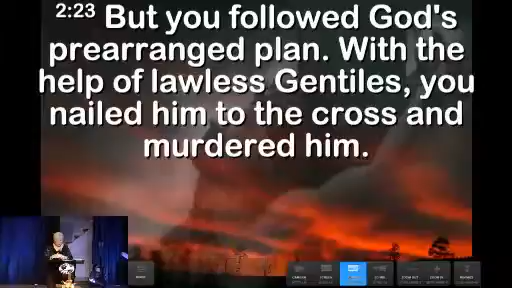 2:23 But you followed God's
prearranged plan. With the
help of lawless Gentiles, you
nailed him to the cross and
murdered him.